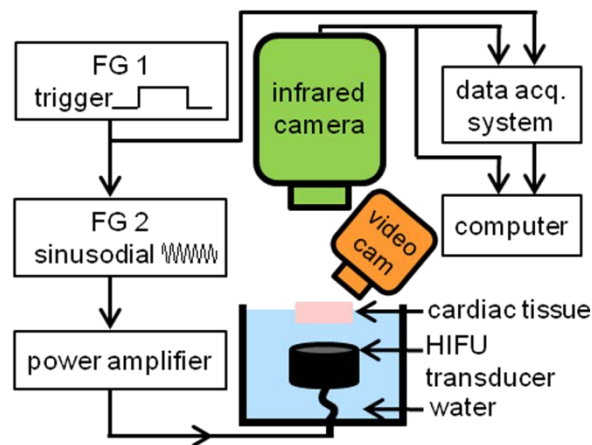 FG 1
trigger
infrared
camera
data acq.
system
FG 2
sinusodial
video
cam
computer
cardiac tissue
power amplifier
HIFU
transducer
water